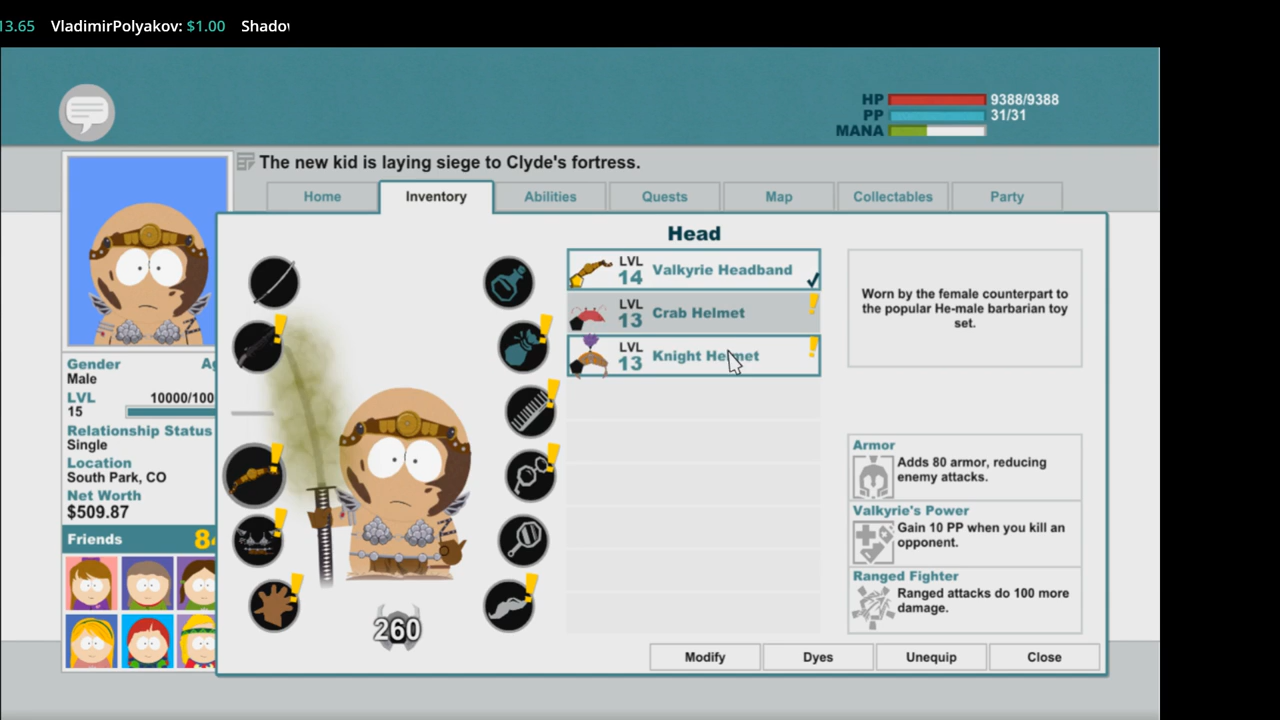 13.65 VladimirPolyakov: $1.00 Shado
HP 9388/9388
PP 31/31
MANA
The new kid is laying siege to Clyde's fortress.
Home Inventory Abilities Quests Map Collectables Party
Head
LVL 14 Valkyrie Headband
LVL 13 Crab Helmet
LVL 13 Knight Helmet
Worn by the female counterpart to
the popular He-male barbarian toy
set.
Gender
Male
LVL
15 10000/100
Relationship Status
Single
Location
South Park, CO
Net Worth
$509.87
Friends
260
Armor
Adds 80 armor, reducing
enemy attacks.
Valkyrie's Power
Gain 10 PP when you kill an
opponent.
Ranged Fighter
Ranged attacks do 100 more
damage.
Modify Dyes Unequip Close